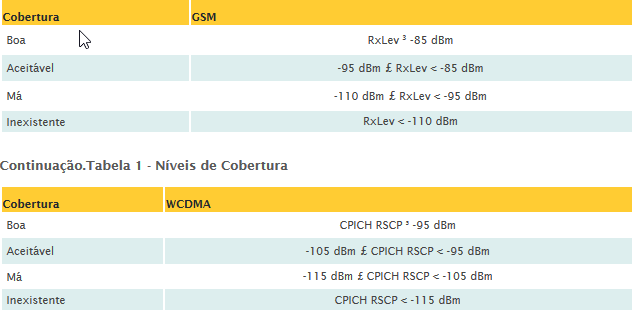 Cobertura GSM
Boa RxLev ³ -85 dBm
Aceitável -95 dBm £ RxLev < -85 dBm
Má -110 dBm £ RxLev < -95 dBm
Inexistente RxLev < -110 dBm
Continuação.Tabela 1 - Níveis de Cobertura
Cobertura WCDMA
Boa CPICH RSCP ³ -95 dBm
Aceitável -105 dBm £ CPICH RSCP < -95 dBm
Má -115 dBm £ CPICH RSCP < -105 dBm
Inexistente CPICH RSCP < -115 dBm